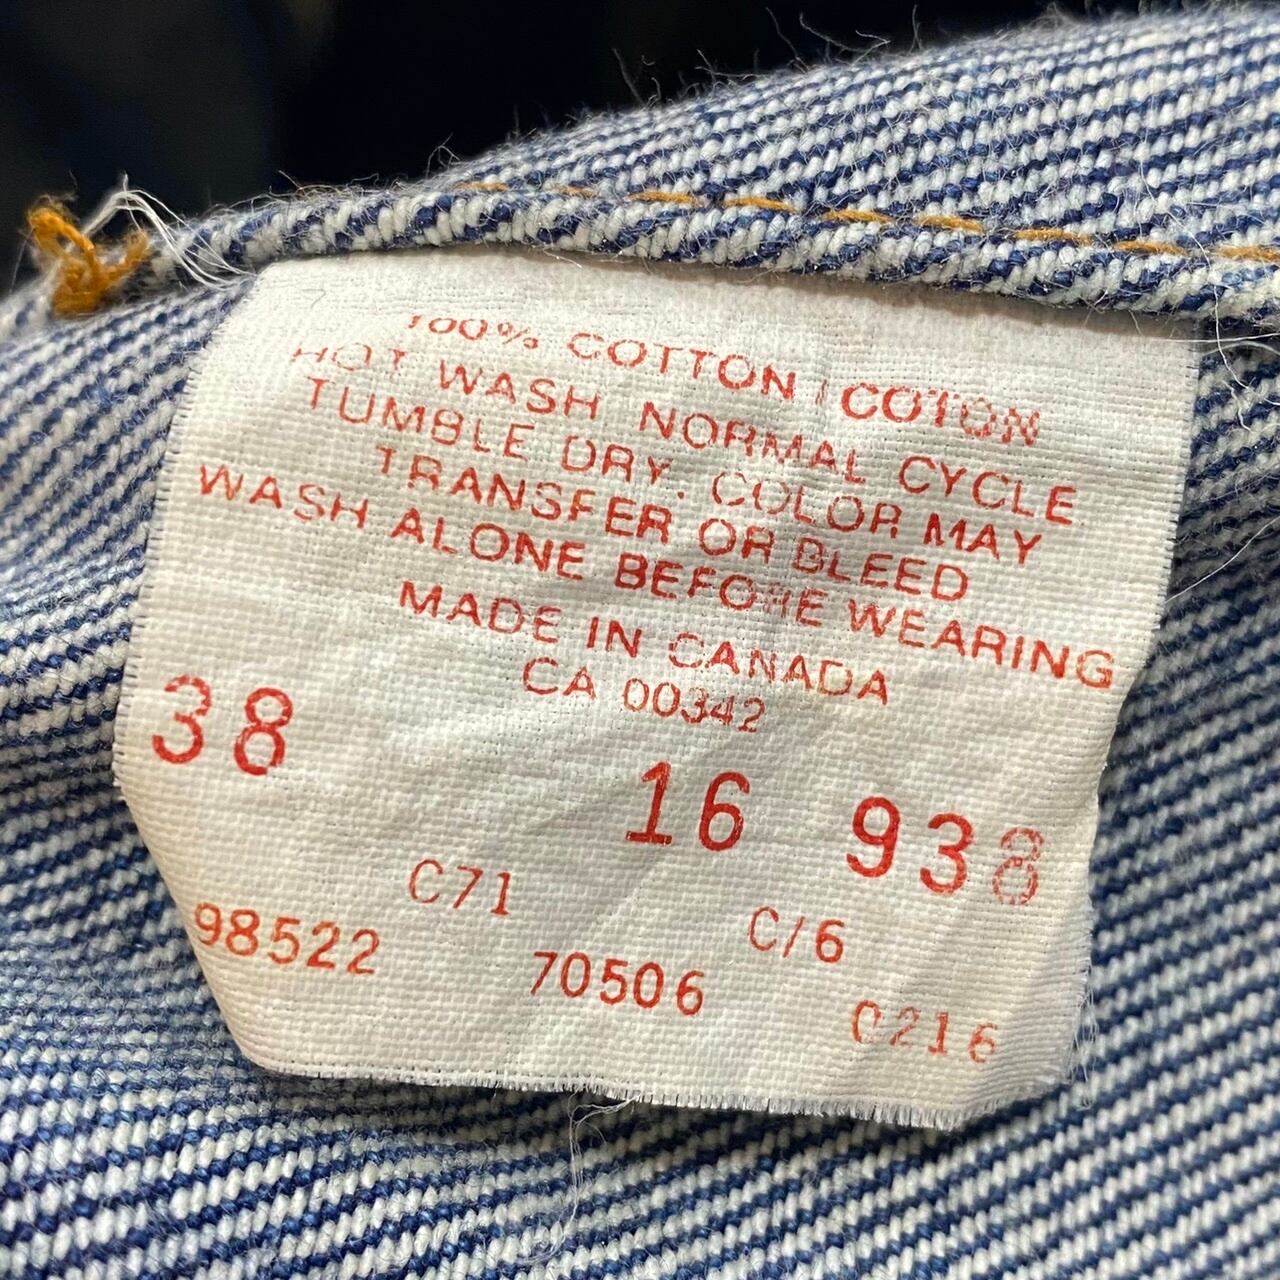 100% COTTON / COTON
HOT WASH NORMAL CYCLE.
TUMBLE DRY. COLOR MAY
TRANSFER OR BLEED
WASH ALONE BEFORE WEARING
MADE IN CANADA
CA 00342
38 16 938
C71 C/6
98522 70506 0216